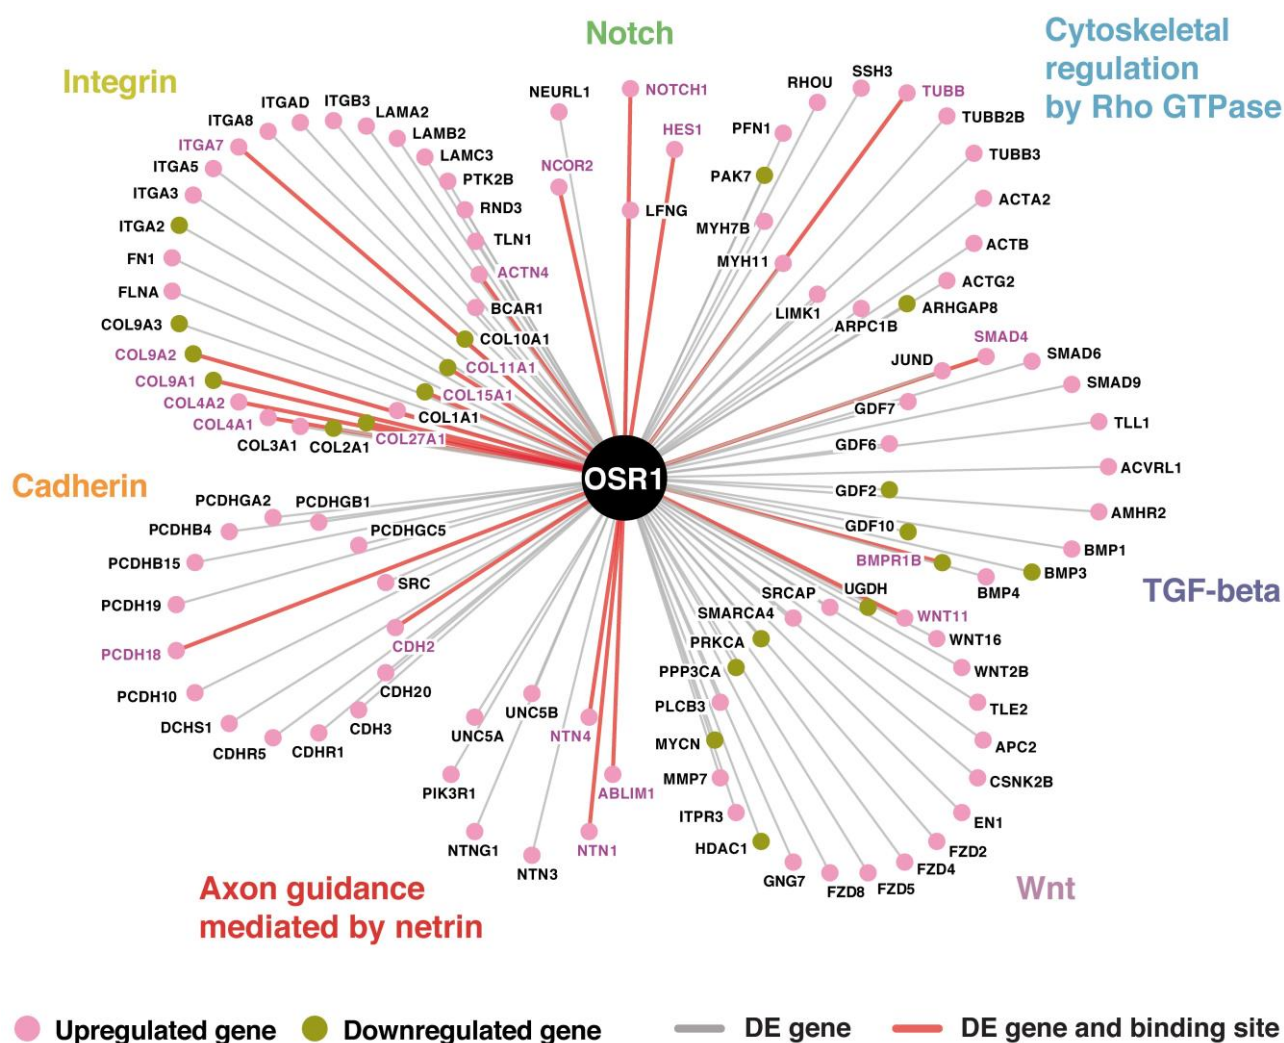 Notch
Cytoskeletal
regulation
by Rho GTPase
Integrin
ITGAD
ITGB3
LAMA2
ITGA8
LAMB2
ITGA7
LAMC3
ITGA5
PTK2B
ITGA3
RND3
ITGA2
TLN1
FN1
ACTN4
FLNA
BCAR1
COL9A3
COL10A1
COL9A2
COL11A1
COL9A1
COL15A1
COL4A2
COL1A1
COL4A1
COL27A1
COL3A1
COL2A1
NEURL1
NOTCH1
HES1
NCOR2
LFNG
RHOU
SSH3
TUBB
PFN1
TUBB2B
TUBB3
PAK7
ACTA2
MYH7B
ACTB
MYH11
ACTG2
LIMK1
ARPC1B
ARHGAP8
SMAD4
JUND
SMAD6
SMAD9
GDF7
TLL1
GDF6
ACVRL1
GDF2
AMHR2
GDF10
BMP1
BMPR1B
BMP3
BMP4
TGF-beta
OSR1
Cadherin
PCDHGA2
PCDHGB1
PCDHB4
PCDHGC5
PCDHB15
SRC
PCDH19
CDH2
PCDH18
CDH20
PCDH10
CDH3
DCHS1
CDHR5
CDHR1
UNC5B
UNC5A
NTN4
PIK3R1
ABLIM1
NTNG1
NTN1
NTN3
Axon guidance
mediated by netrin
SRCAP
UGDH
SMARCA4
WNT11
PRKCA
WNT16
PPP3CA
WNT2B
PLCB3
TLE2
MYCN
APC2
MMP7
CSNK2B
ITPR3
EN1
HDAC1
FZD2
GNG7
FZD4
FZD8
FZD5
Wnt
Upregulated gene
Downregulated gene
DE gene
DE gene and binding site